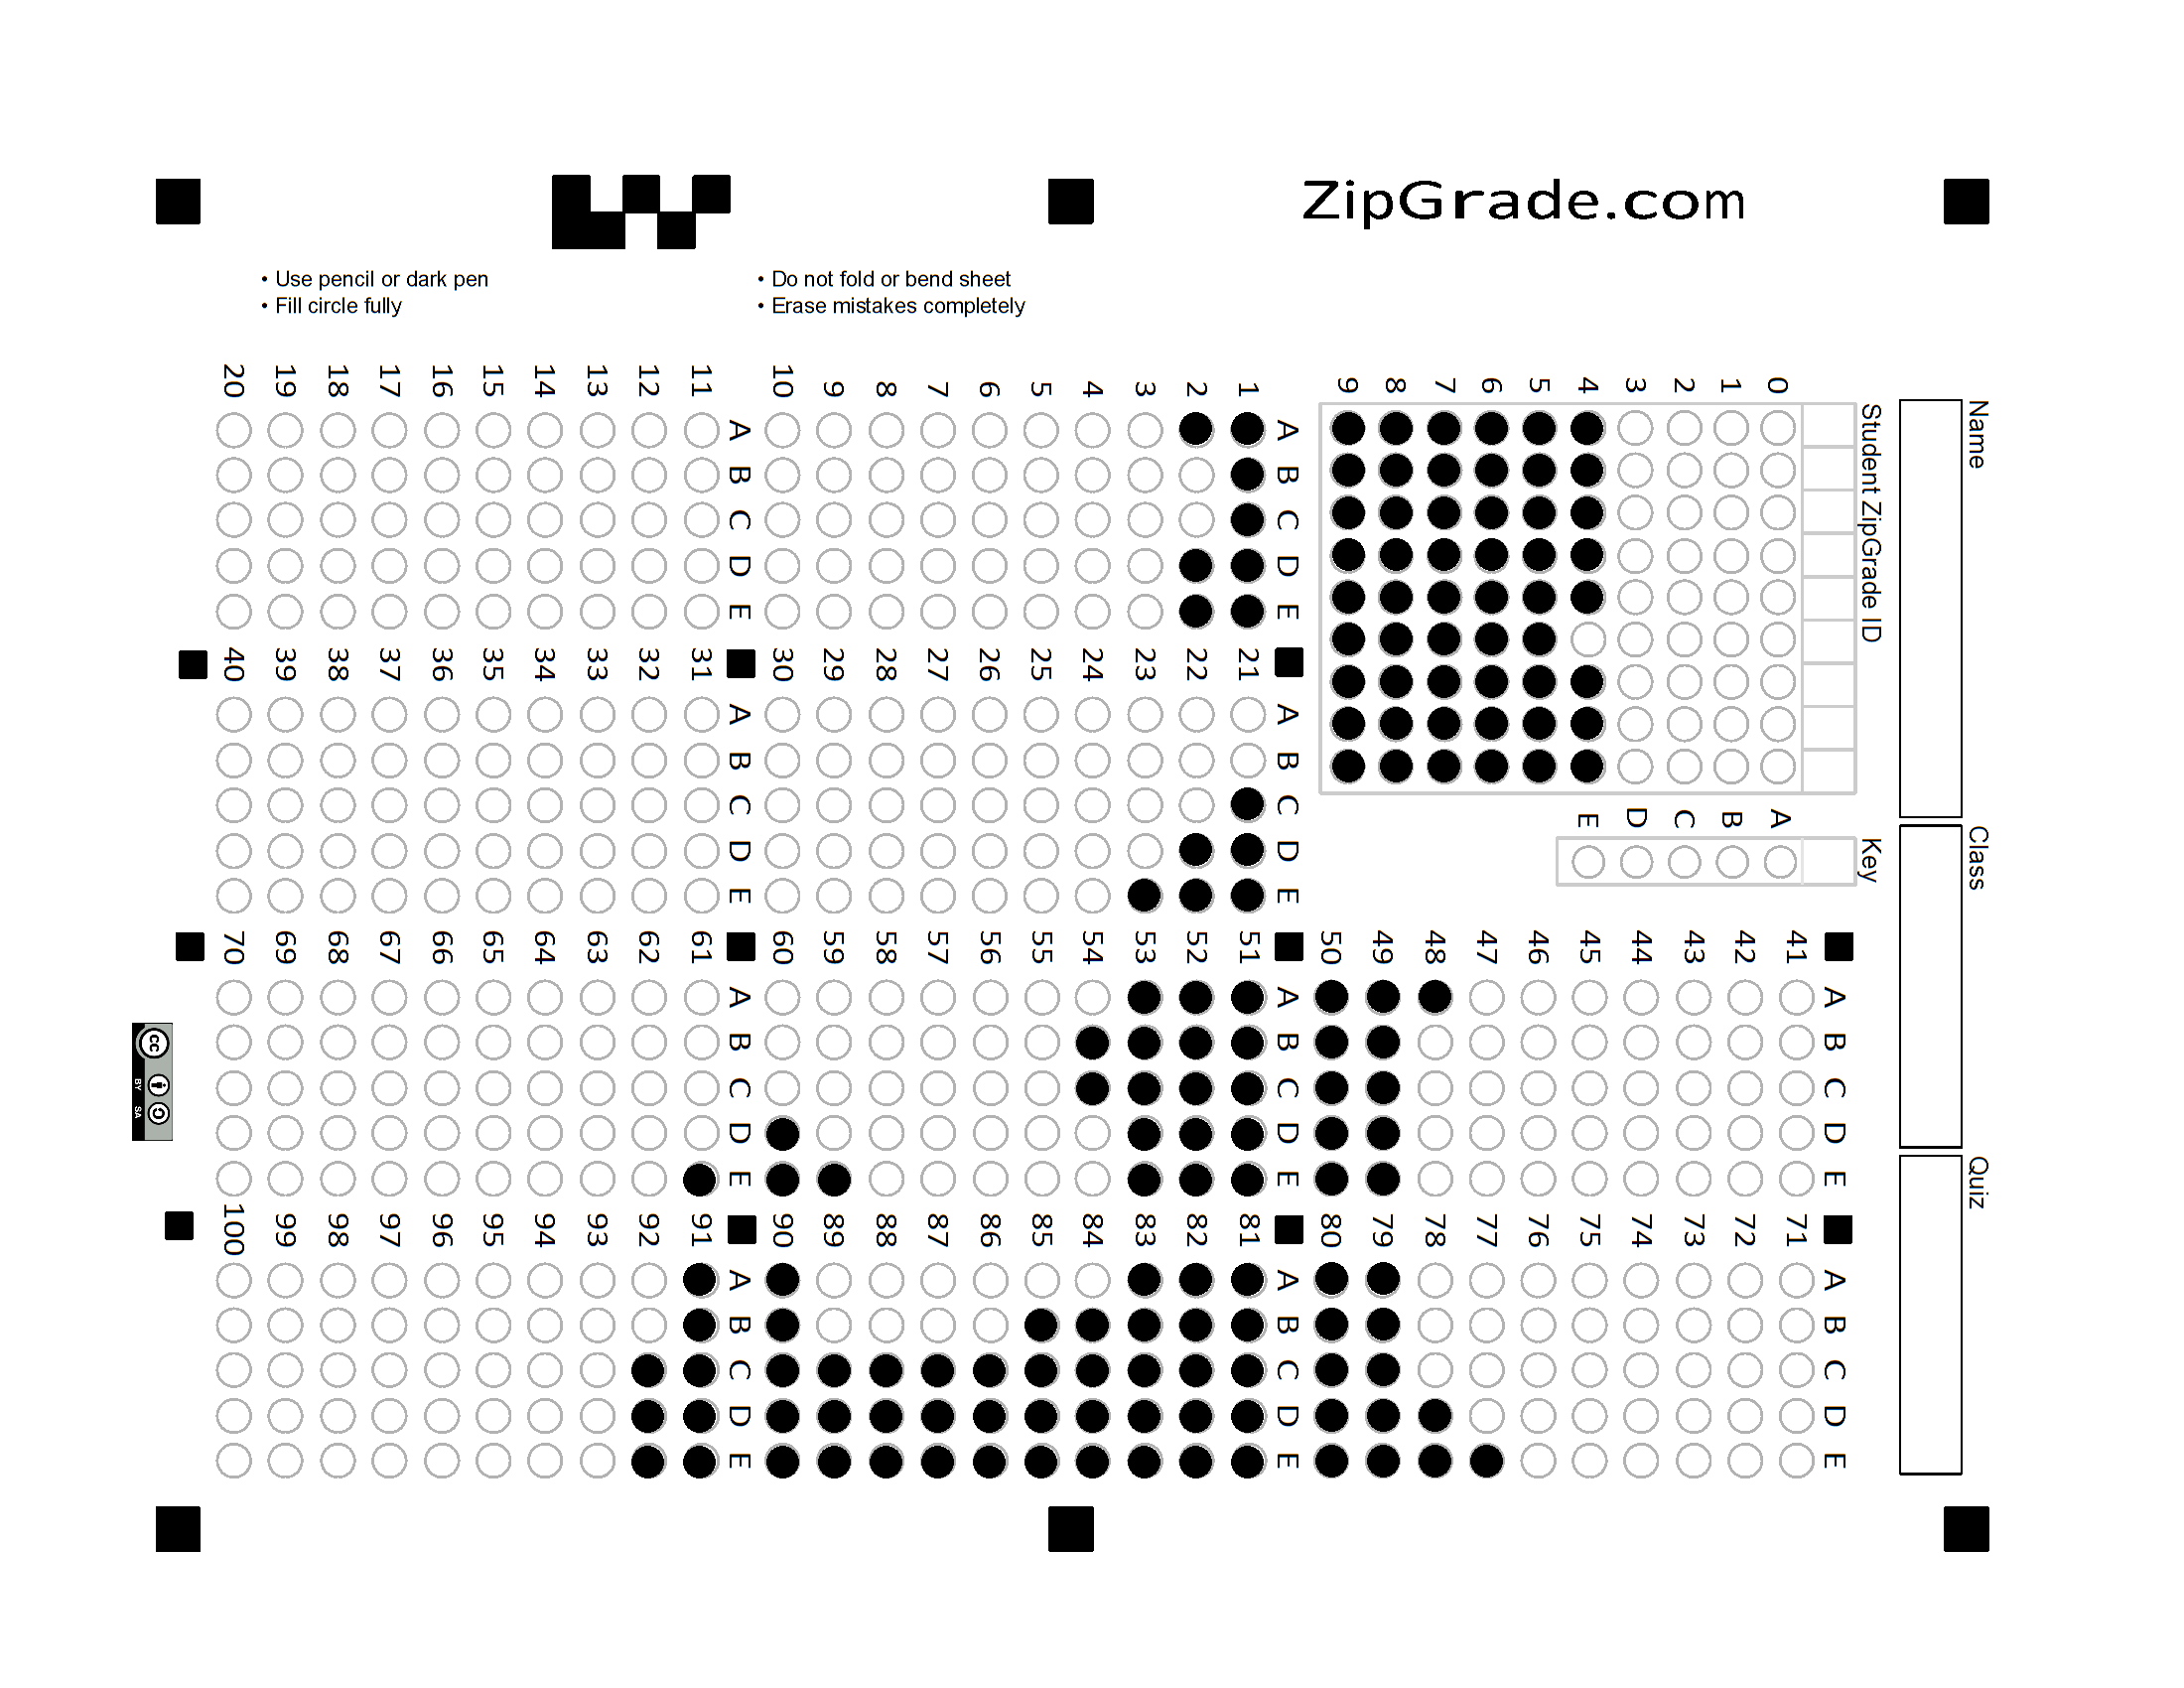 ZipGrade.com
• Use pencil or dark pen
• Fill circle fully
• Do not fold or bend sheet
• Erase mistakes completely
Name
Class
Quiz
Student ZipGrade ID
0 1 2 3 4 5 6 7 8 9
Key
A B C D E
1 2 3 4 5 6 7 8 9 10
A B C D E
11 12 13 14 15 16 17 18 19 20
A B C D E
21 22 23 24 25 26 27 28 29 30
A B C D E
31 32 33 34 35 36 37 38 39 40
A B C D E
41 42 43 44 45 46 47 48 49 50
A B C D E
51 52 53 54 55 56 57 58 59 60
A B C D E
61 62 63 64 65 66 67 68 69 70
A B C D E
71 72 73 74 75 76 77 78 79 80
A B C D E
81 82 83 84 85 86 87 88 89 90
A B C D E
91 92 93 94 95 96 97 98 99 100
A B C D E
cc
BY SA